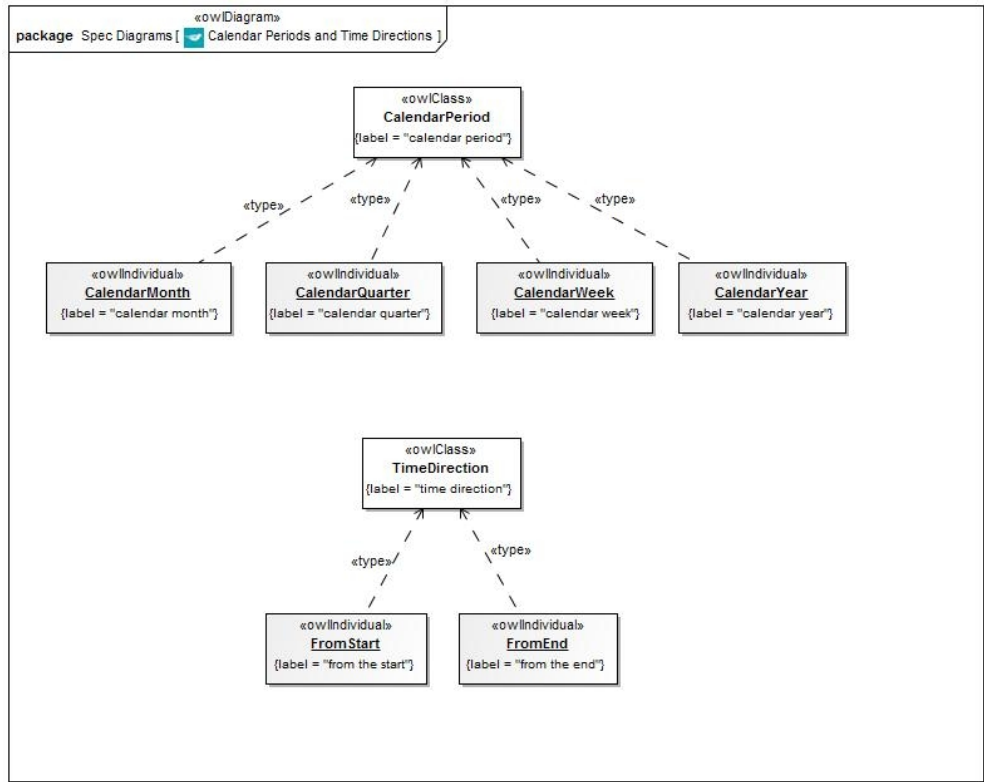 «owlDiagram»
package Spec Diagrams [ Calendar Periods and Time Directions ]
«owlClass»
CalendarPeriod
{label = "calendar period"}
«type» «type» «type» «type»
«owlIndividual» «owlIndividual» «owlIndividual» «owlIndividual»
CalendarMonth CalendarQuarter CalendarWeek CalendarYear
{label = "calendar month"} {label = "calendar quarter"} {label = "calendar week"} {label = "calendar year"}
«owlClass»
TimeDirection
{label = "time direction"}
«type» «type»
«owlIndividual» «owlIndividual»
FromStart FromEnd
{label = "from the start"} {label = "from the end"}